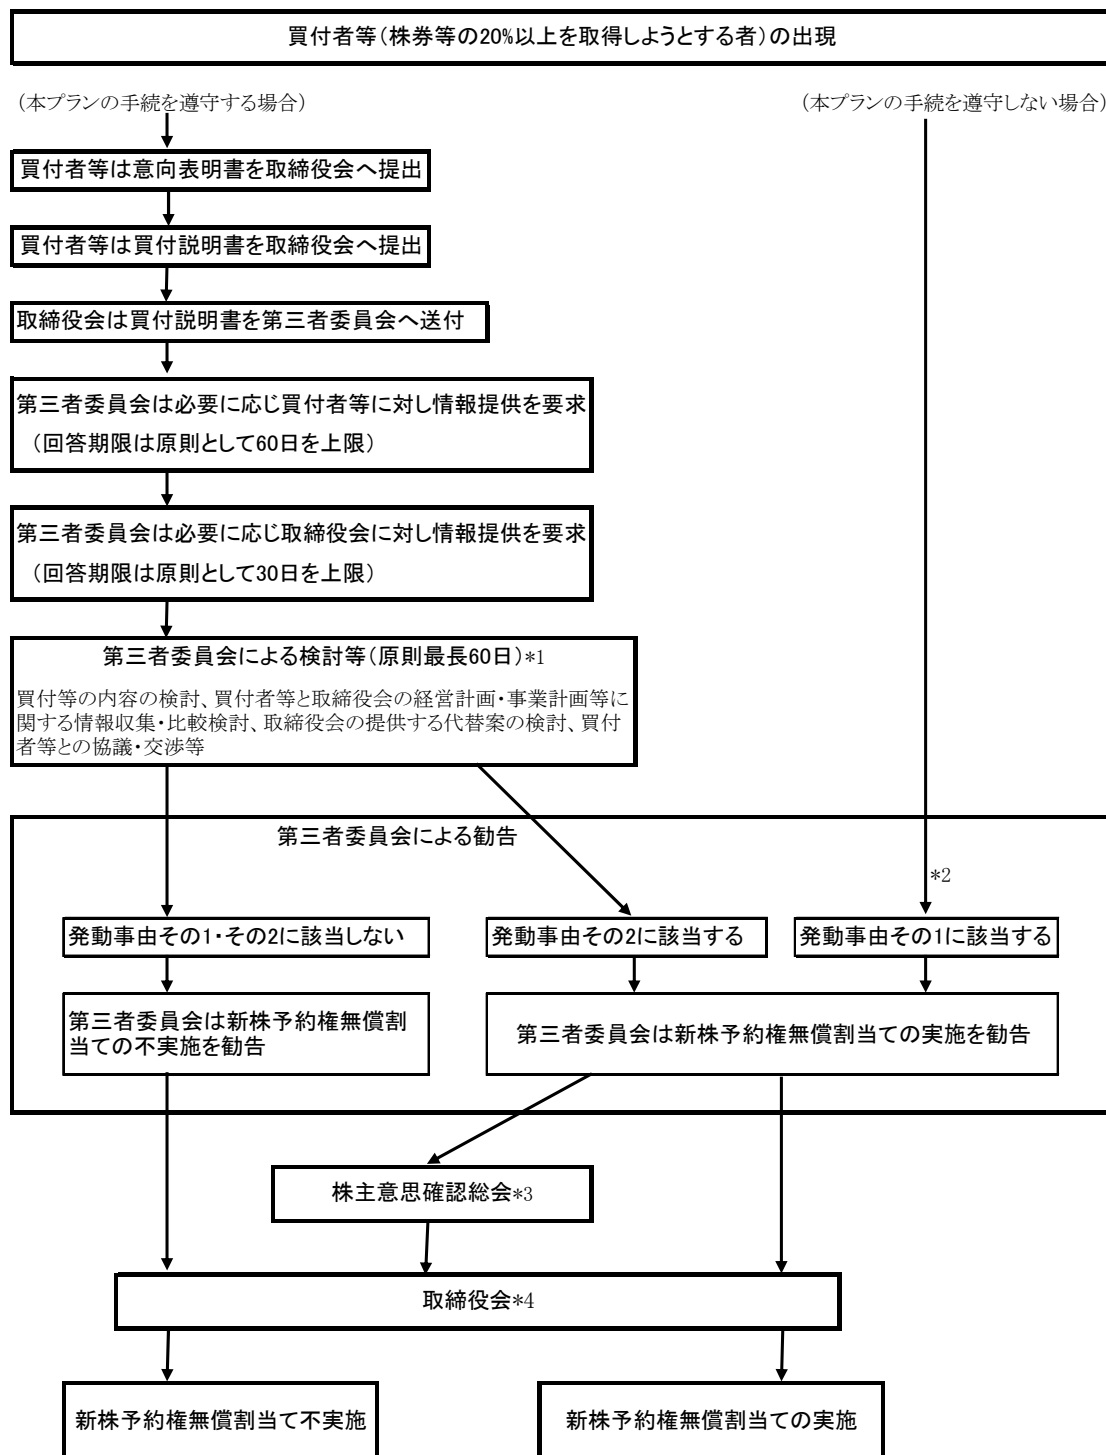 買付者等(株券等の20%以上を取得しようとする者)の出現
(本プランの手続を遵守する場合)
(本プランの手続を遵守しない場合)
買付者等は意向表明書を取締役会へ提出
買付者等は買付説明書を取締役会へ提出
取締役会は買付説明書を第三者委員会へ送付
第三者委員会は必要に応じ買付者等に対し情報提供を要求
(回答期限は原則として60日を上限)
第三者委員会は必要に応じ取締役会に対し情報提供を要求
(回答期限は原則として30日を上限)
第三者委員会による検討等(原則最長60日)*1
買付等の内容の検討、買付者等と取締役会の経営計画・事業計画等に
関する情報収集・比較検討、取締役会の提供する代替案の検討、買付
者等との協議・交渉等
第三者委員会による勧告
*2
発動事由その1・その2に該当しない
発動事由その2に該当する
発動事由その1に該当する
第三者委員会は新株予約権無償割
当ての不実施を勧告
第三者委員会は新株予約権無償割当ての実施を勧告
株主意思確認総会*3
取締役会*4
新株予約権無償割当て不実施
新株予約権無償割当ての実施